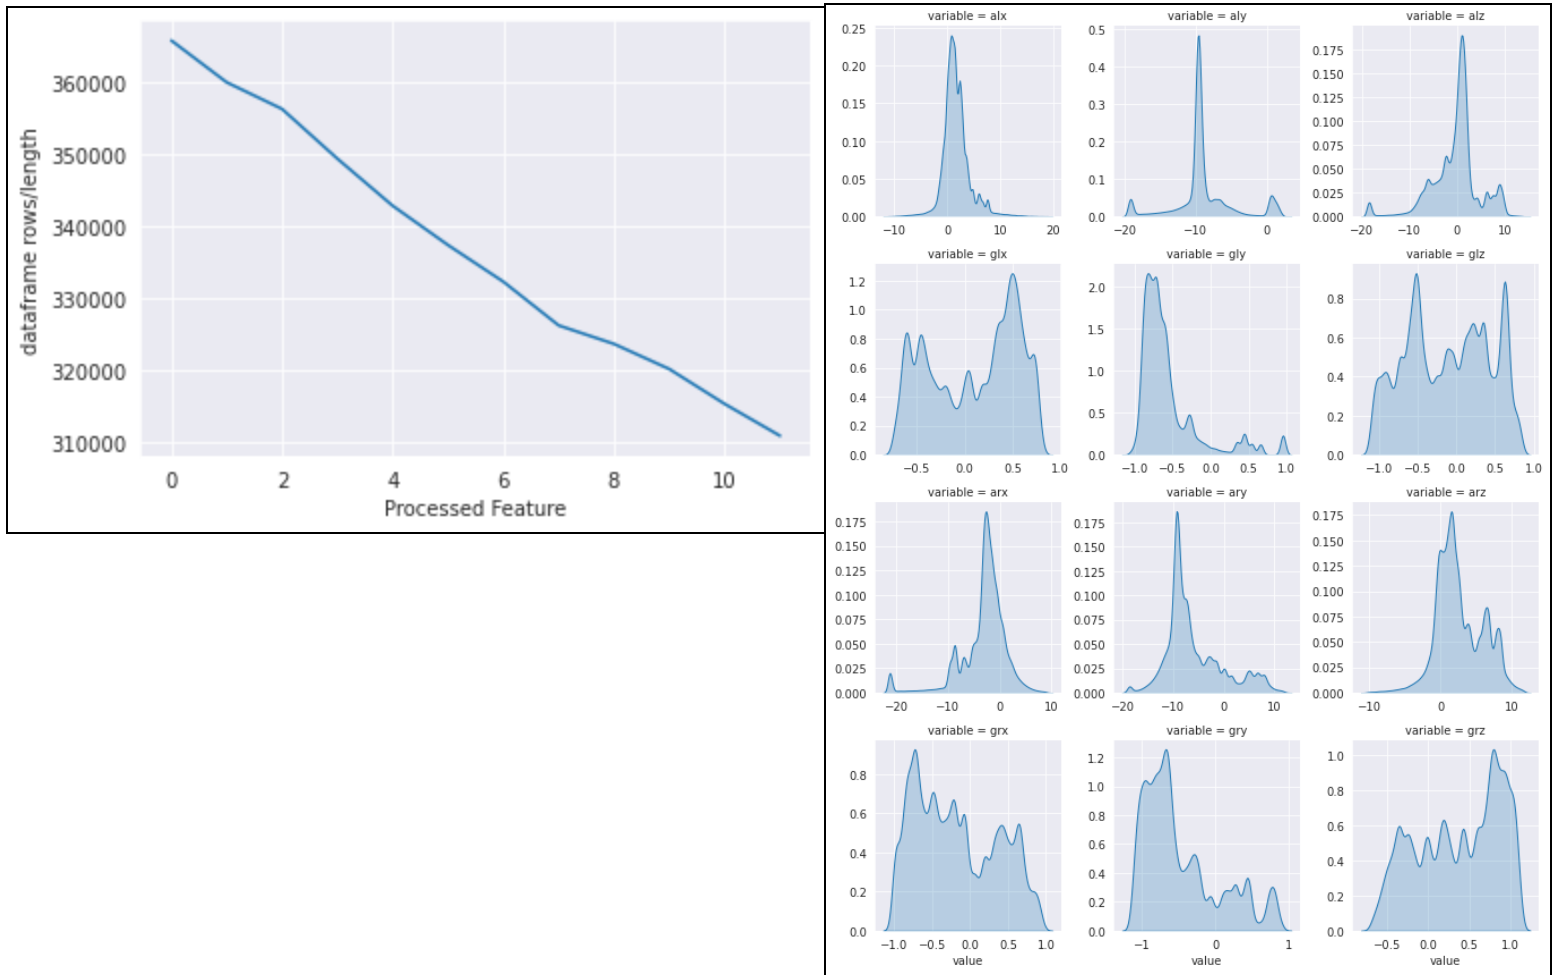 360000
350000
340000
330000
320000
310000
dataframe rows/length
0 2 4 6 8 10
Processed Feature
variable = alx
0.25
0.20
0.15
0.10
0.05
0.00
−10 0 10 20
variable = aly
0.5
0.4
0.3
0.2
0.1
0.0
−20 −10 0
variable = alz
0.175
0.150
0.125
0.100
0.075
0.050
0.025
0.000
−20 −10 0 10
variable = glx
1.2
1.0
0.8
0.6
0.4
0.2
0.0
−0.5 0.0 0.5 1.0
variable = gly
2.0
1.5
1.0
0.5
0.0
−1.0 −0.5 0.0 0.5 1.0
variable = glz
0.8
0.6
0.4
0.2
0.0
−1.0 −0.5 0.0 0.5 1.0
variable = arx
0.175
0.150
0.125
0.100
0.075
0.050
0.025
0.000
−20 −10 0 10
variable = ary
0.175
0.150
0.125
0.100
0.075
0.050
0.025
0.000
−20 −10 0 10
variable = arz
0.175
0.150
0.125
0.100
0.075
0.050
0.025
0.000
−10 0 10
variable = grx
0.8
0.6
0.4
0.2
0.0
−1.0 −0.5 0.0 0.5 1.0
value
variable = gry
1.2
1.0
0.8
0.6
0.4
0.2
0.0
−1 0 1
value
variable = grz
1.0
0.8
0.6
0.4
0.2
0.0
−0.5 0.0 0.5 1.0
value